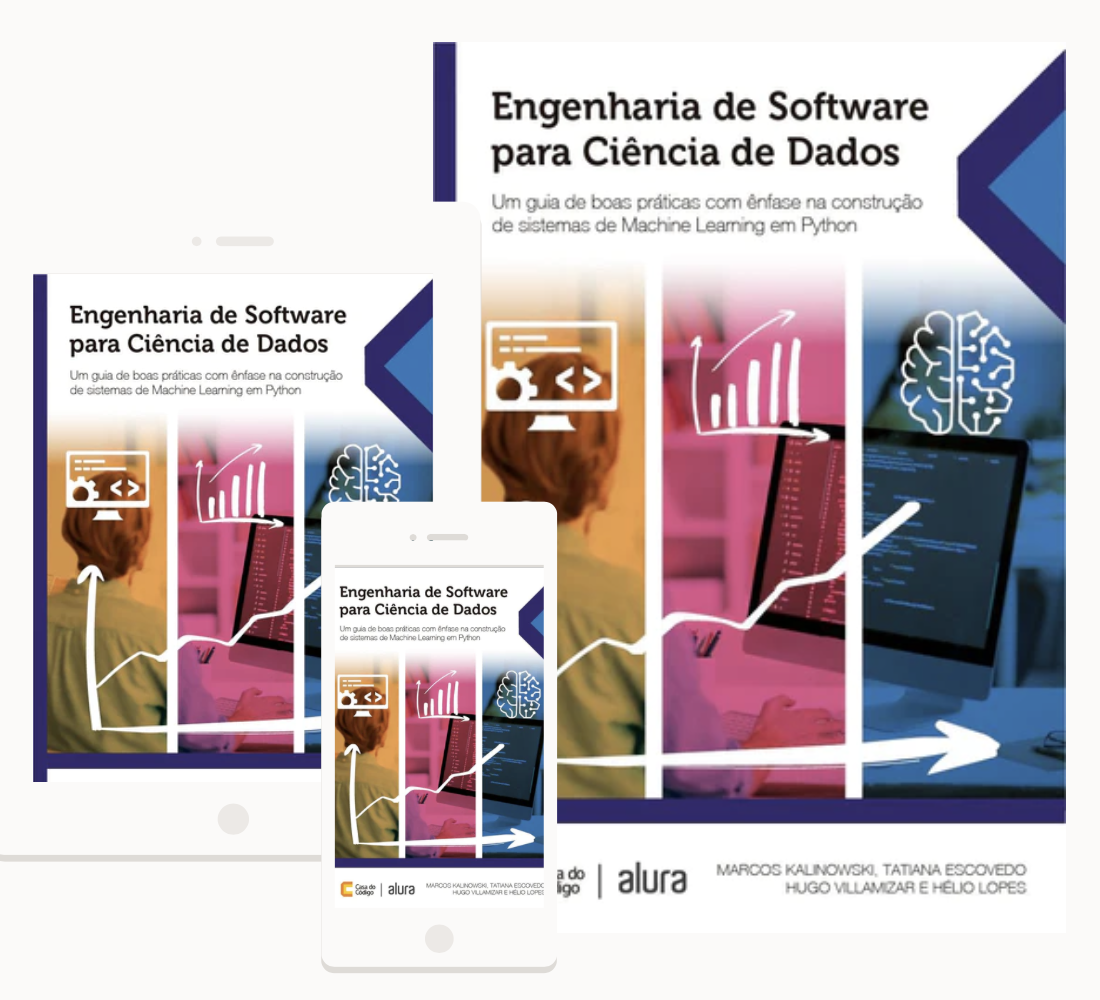 Engenharia de Software
para Ciência de Dados
Um guia de boas práticas com ênfase na construção
de sistemas de Machine Learning em Python
a do
igo
alura
MARCOS KALINOWSKI, TATIANA ESCOVEDO
HUGO VILLAMIZAR E HÉLIO LOPES
Engenharia de Software
para Ciência de Dados
Um guia de boas práticas com ênfase na construção
de sistemas de Machine Learning em Python
Engenharia de Software
para Ciência de Dados
Um guia de boas práticas com ênfase na construção
de sistemas de Machine Learning em Python
Casa do
Código
alura
MARCOS KALINOWSKI, TATIANA ESCOVEDO
HUGO VILLAMIZAR E HÉLIO LOPES